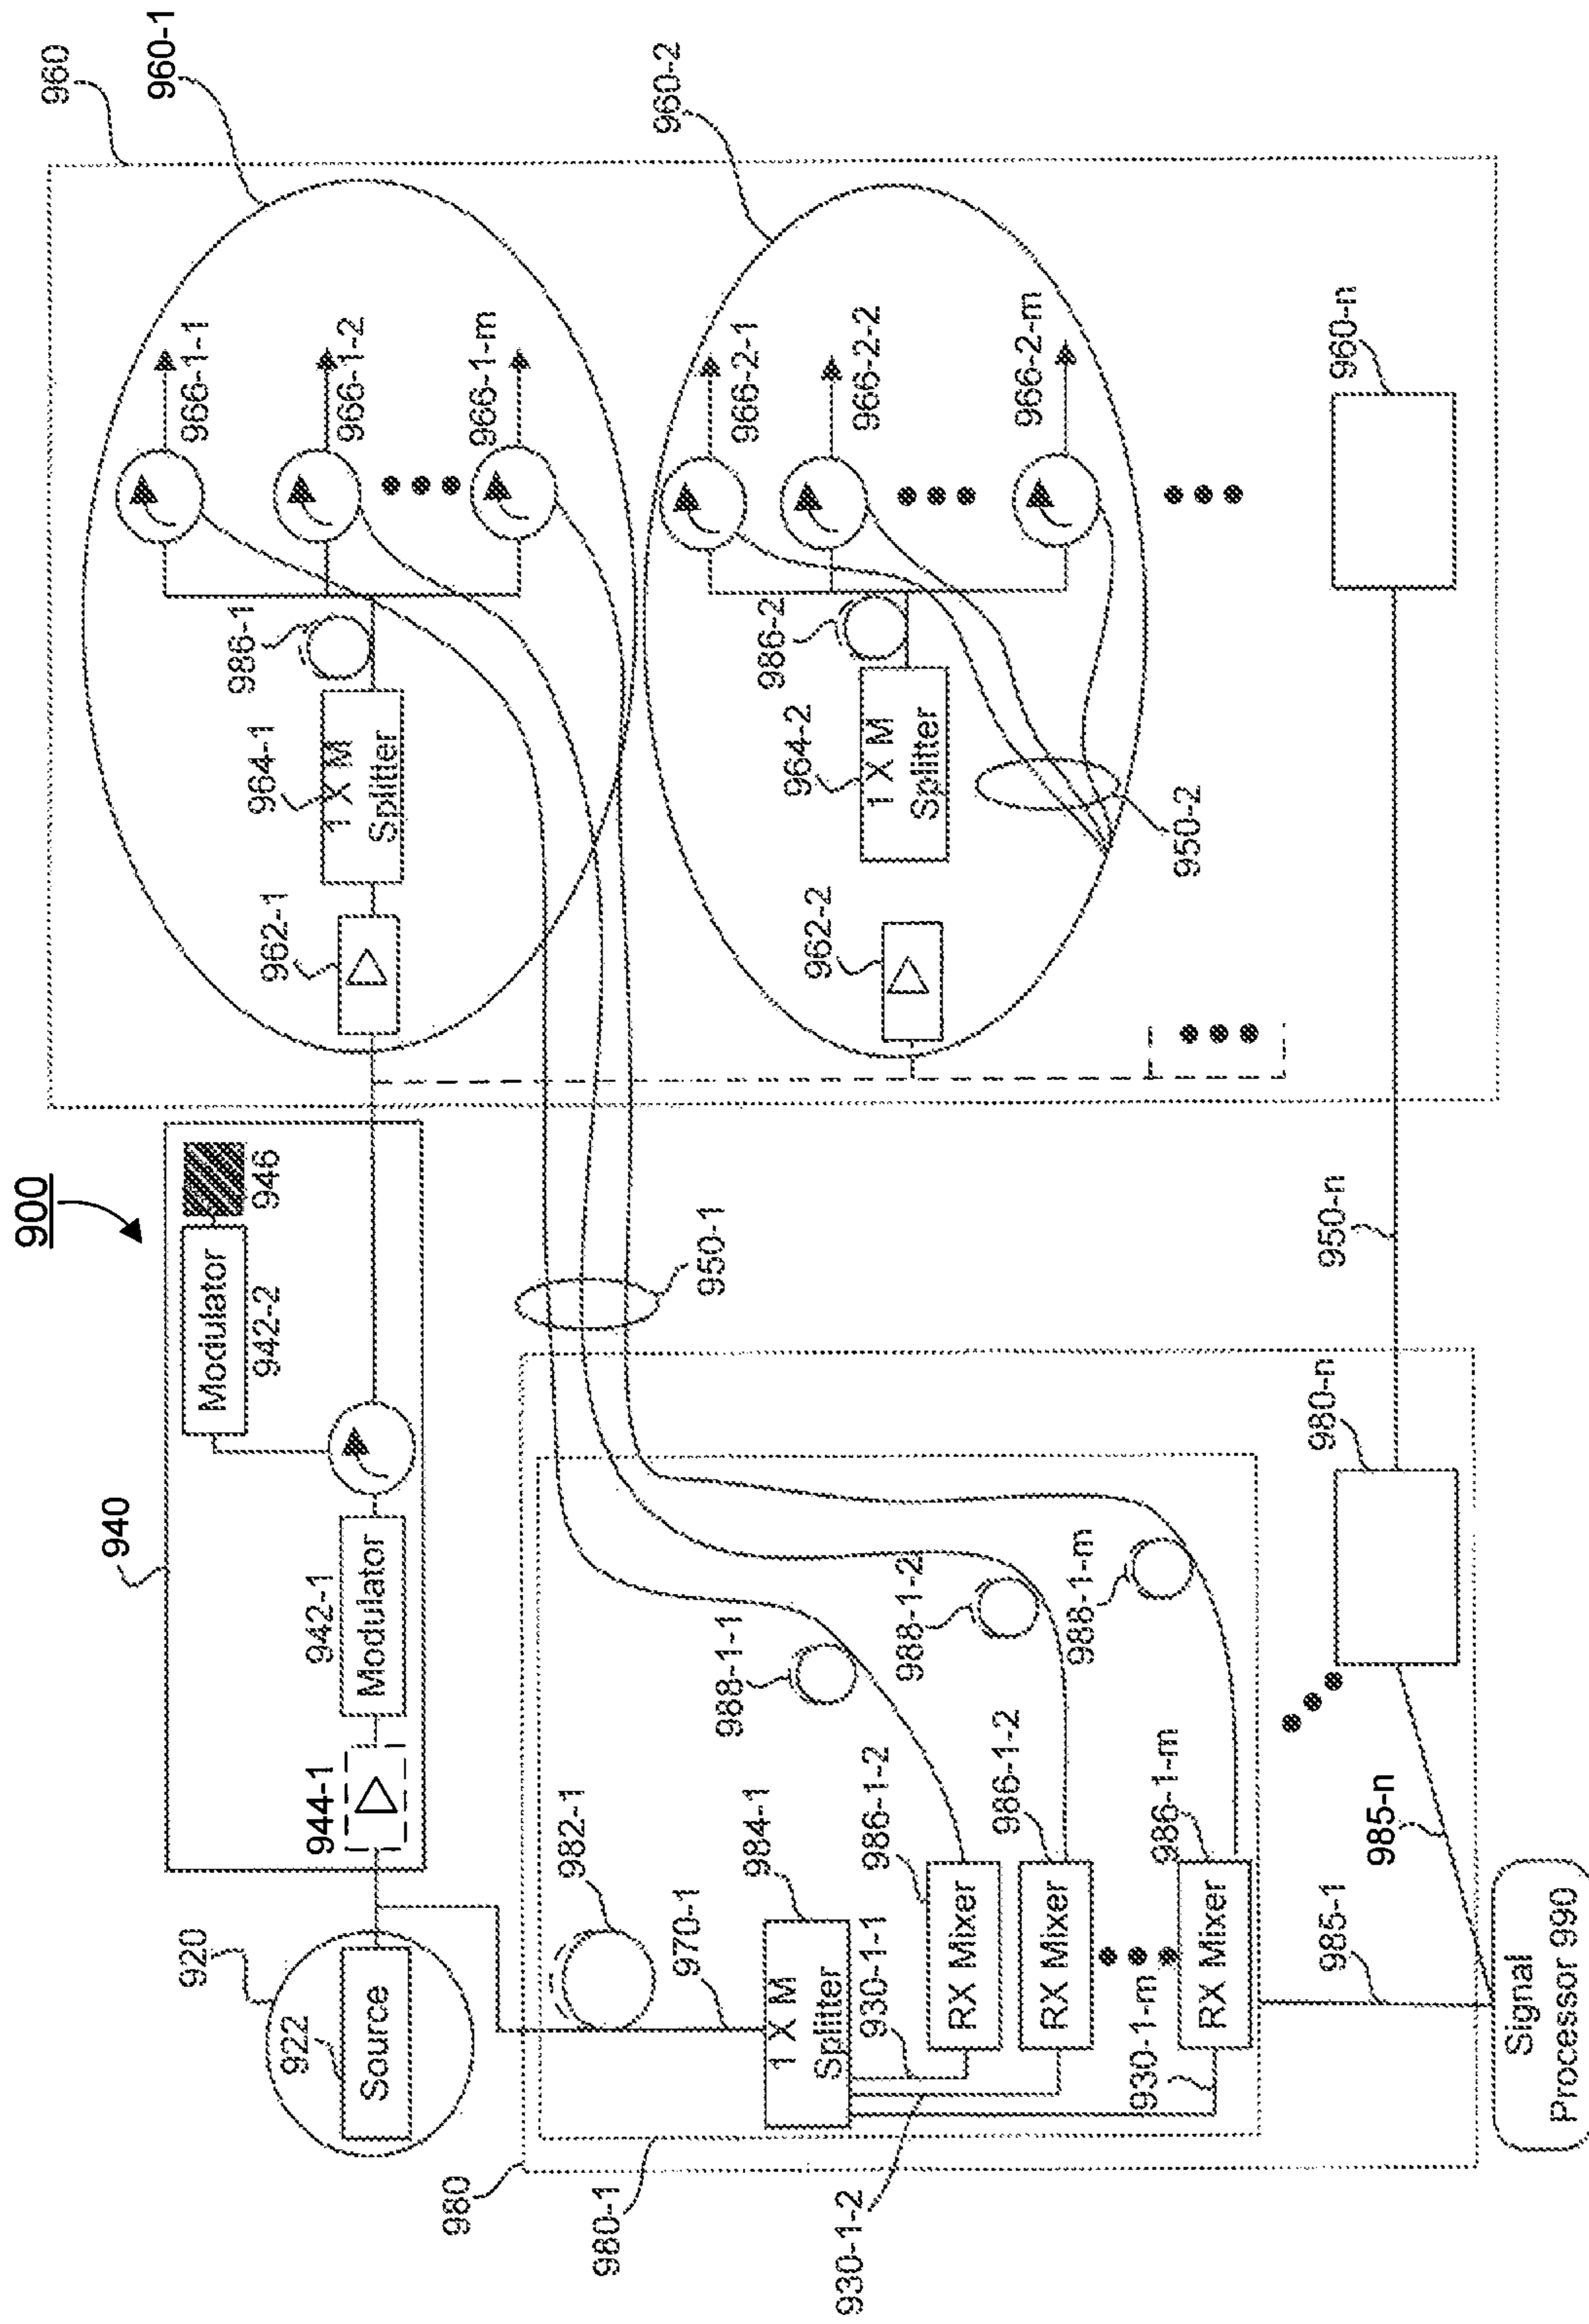 900
920
922
Source
940
944-1
942-1
Modulator
Modulator
942-2
946
960
960-1
962-1
964-1
1 X M
Splitter
986-1
966-1-1
966-1-2
966-1-m
960-2
962-2
964-2
1 X M
Splitter
986-2
966-2-1
966-2-2
966-2-m
950-2
960-n
950-1
950-n
980
980-1
982-1
970-1
984-1
1 X M
Splitter
930-1-1
930-1-2
930-1-m
986-1-2
RX Mixer
986-1-2
RX Mixer
986-1-m
RX Mixer
988-1-1
988-1-2
988-1-m
980-n
985-1
985-n
Signal
Processor 990